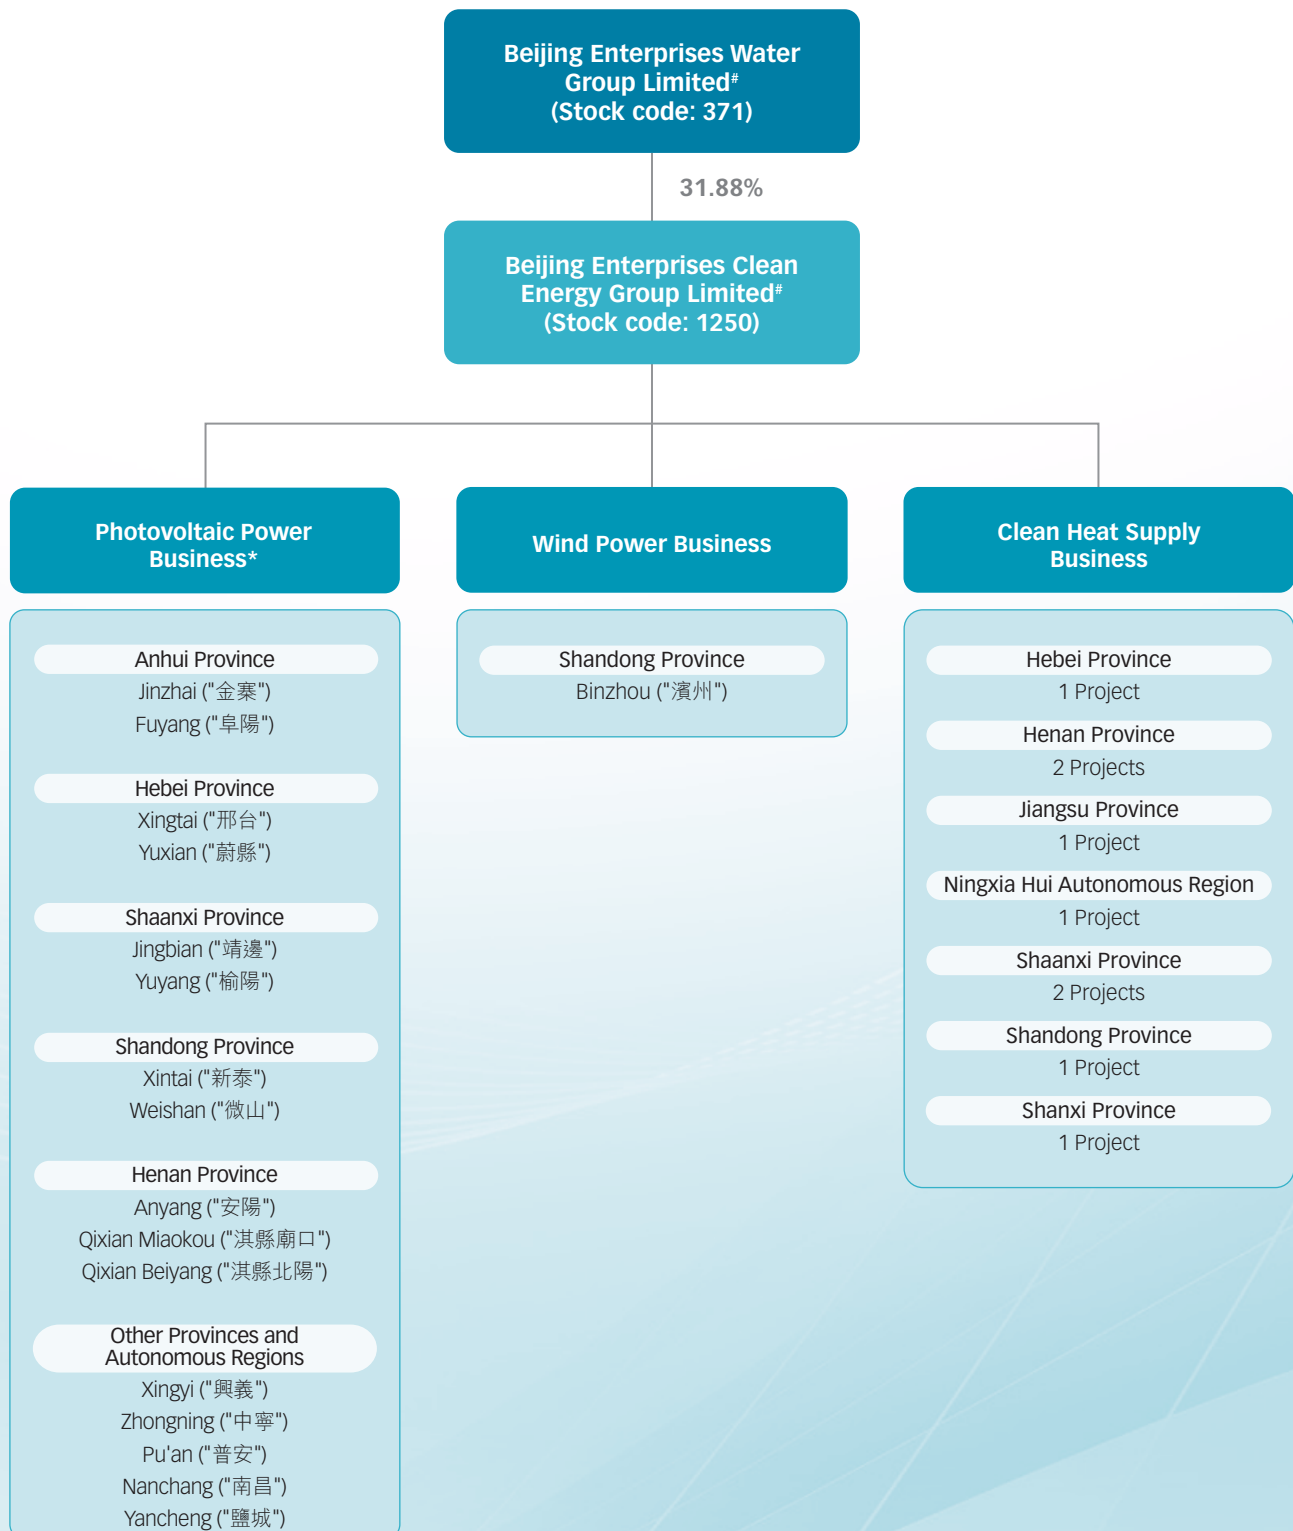 Beijing Enterprises Water
Group Limited#
(Stock code: 371)
31.88%
Beijing Enterprises Clean
Energy Group Limited#
(Stock code: 1250)
Photovoltaic Power
Business*
Anhui Province
Jinzhai ("金寨")
Fuyang ("阜陽")
Hebei Province
Xingtai ("邢台")
Yuxian ("蔚縣")
Shaanxi Province
Jingbian ("靖邊")
Yuyang ("榆陽")
Shandong Province
Xintai ("新泰")
Weishan ("微山")
Henan Province
Anyang ("安陽")
Qixian Miaokou ("淇縣廟口")
Qixian Beiyang ("淇縣北陽")
Other Provinces and
Autonomous Regions
Xingyi ("興義")
Zhongning ("中寧")
Pu'an ("普安")
Nanchang ("南昌")
Yancheng ("鹽城")
Wind Power Business
Shandong Province
Binzhou ("濱州")
Clean Heat Supply
Business
Hebei Province
1 Project
Henan Province
2 Projects
Jiangsu Province
1 Project
Ningxia Hui Autonomous Region
1 Project
Shaanxi Province
2 Projects
Shandong Province
1 Project
Shanxi Province
1 Project